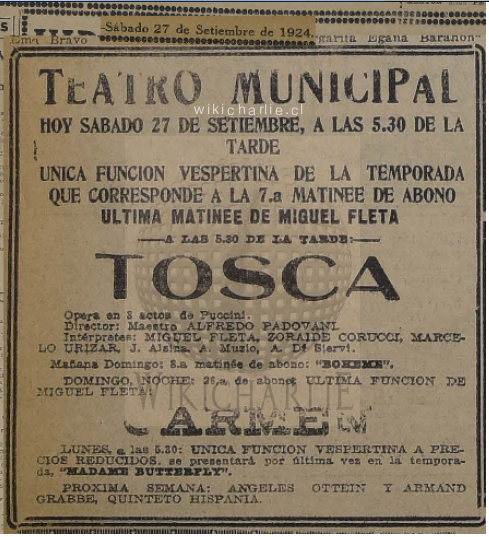 -Sábado 27 de Setiembre de 1924.
Bravo
Egaña Barahon
TEATRO MUNICIPAL
wikicharlie.cl
HOY SABADO 27 DE SETIEMBRE, A LAS 5.30 DE LA
TARDE
UNICA FUNCION VESPERTINA DE LA TEMPORADA
QUE CORRESPONDE A LA 7.a MATINEE DE ABONO
ULTIMA MATINEE DE MIGUEL FLETA
—A LAS 5.30 DE LA TARDE:—
TOSCA
Opera en 3 actos de Puccini.
Director: Maestro ALFREDO PADOVANI.
Intérpretes: MIGUEL FLETA, ZORAIDE CORUCCI, MARCE-
LO URIZAR, J. Alsina, A. Muzio, A. Di Stervi.
Mañana Domingo: 8.a matinée de abono: "BOHEME".
DOMINGO, NOCHE: 26.a de abono: ULTIMA FUNCION DE
MIGUEL FLETA:
WIKICHARLIE
CARMEN
LUNES, a las 5.30: UNICA FUNCION VESPERTINA A PRE-
CIOS REDUCIDOS, se presentará por última vez en la tempora-
da, "MADAME BUTTERFLY".
PROXIMA SEMANA: ANGELES OTTEIN Y ARMAND
GRABBE, QUINTETO HISPANIA.